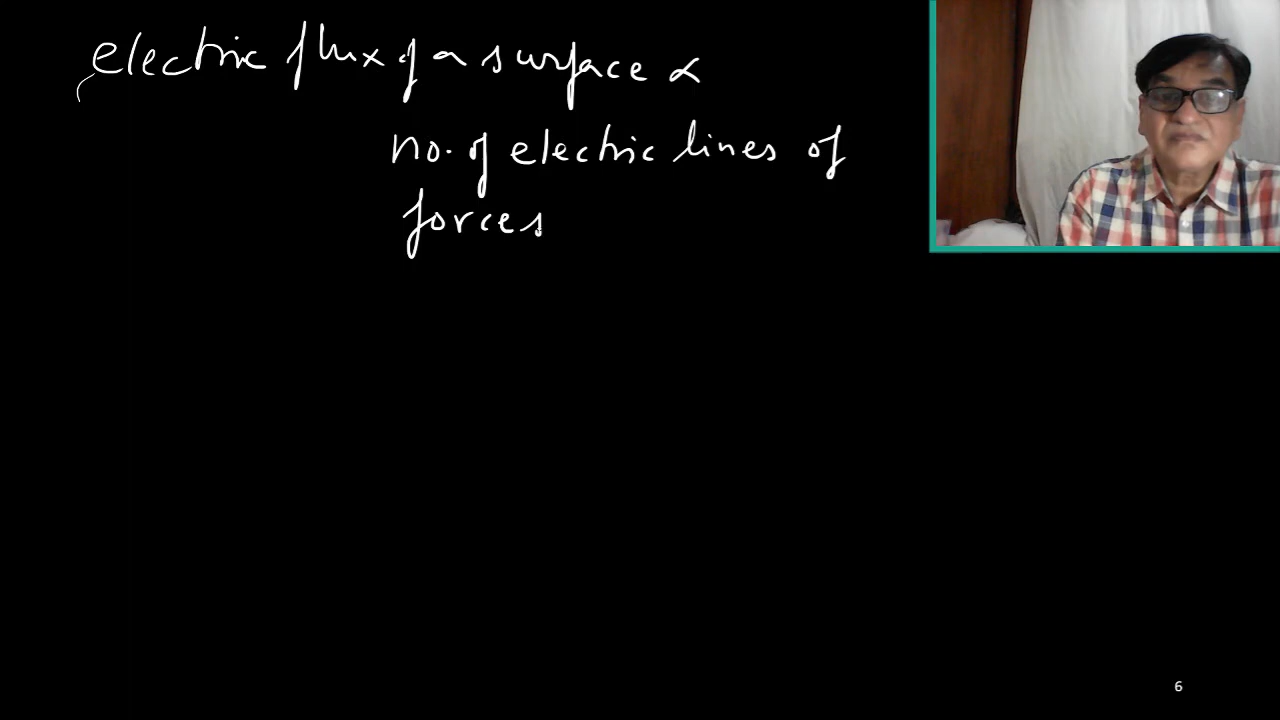 electric flux of a surface ∝
no. of electric lines of
forces
6